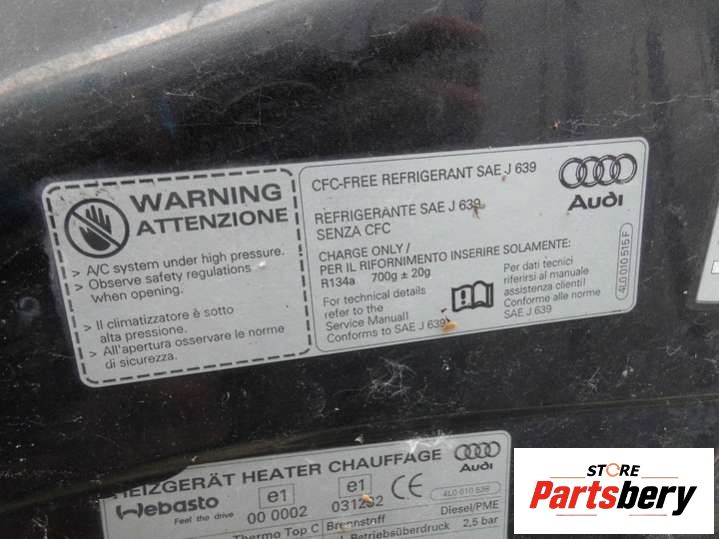 WARNING
ATTENZIONE
> A/C system under high pressure.
> Observe safety regulations
When opening.
> Il climatizzatore è sotto
alta pressione.
> All'apertura osservare le norme
di sicurezza.
CFC-FREE REFRIGERANT SAE J 639
REFRIGERANTE SAE J 639
SENZA CFC
CHARGE ONLY /
PER IL RIFORNIMENTO INSERIRE SOLAMENTE:
R134a 700g ± 20g
For technical details
refer to the
Service Manual!
Conforms to SAE J 639
Per dati tecnici
riferirsi al manuale
assistenza clienti!
Conforme alle norme
SAE J 639
Audi
4L0 010 515 F
HEIZGERÄT HEATER CHAUFFAGE
Audi
Webasto
Feel the drive
e1
00 0002
e1
CE
4L0 010 536
Thermo Top C
Brennstoff
Diesel/PME
Betriebsüberdruck
2,5 bar
STORE
Partsbery